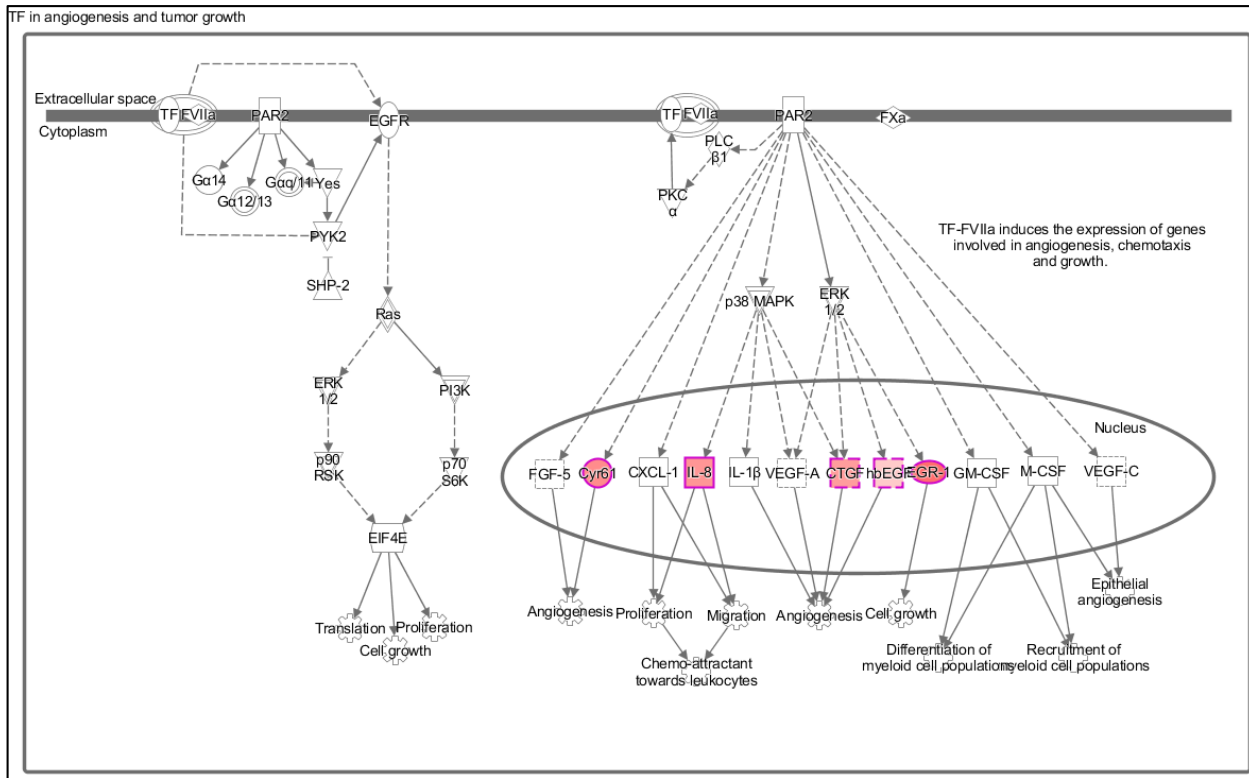 TF in angiogenesis and tumor growth
Extracellular space
Cytoplasm
TF
FVIIa
PAR2
EGFR
TF
FVIIa
PAR2
FXa
PLC
β1
PKC
α
Gα14
Gα12/13
Gαq/11
Yes
PYK2
SHP-2
TF-FVIIa induces the expression of genes
involved in angiogenesis, chemotaxis
and growth.
Ras
p38 MAPK
ERK
1/2
ERK
1/2
PI3K
p90
RSK
p70
S6K
EIF4E
Translation
Cell growth
Proliferation
Nucleus
FGF-5
Cyr61
CXCL-1
IL-8
IL-1β
VEGF-A
CTGF
hbEGF
EGR-1
GM-CSF
M-CSF
VEGF-C
Angiogenesis
Proliferation
Migration
Angiogenesis
Cell growth
Epithelial
angiogenesis
Chemo-attractant
towards leukocytes
Differentiation of
myeloid cell populations
Recruitment of
myeloid cell populations